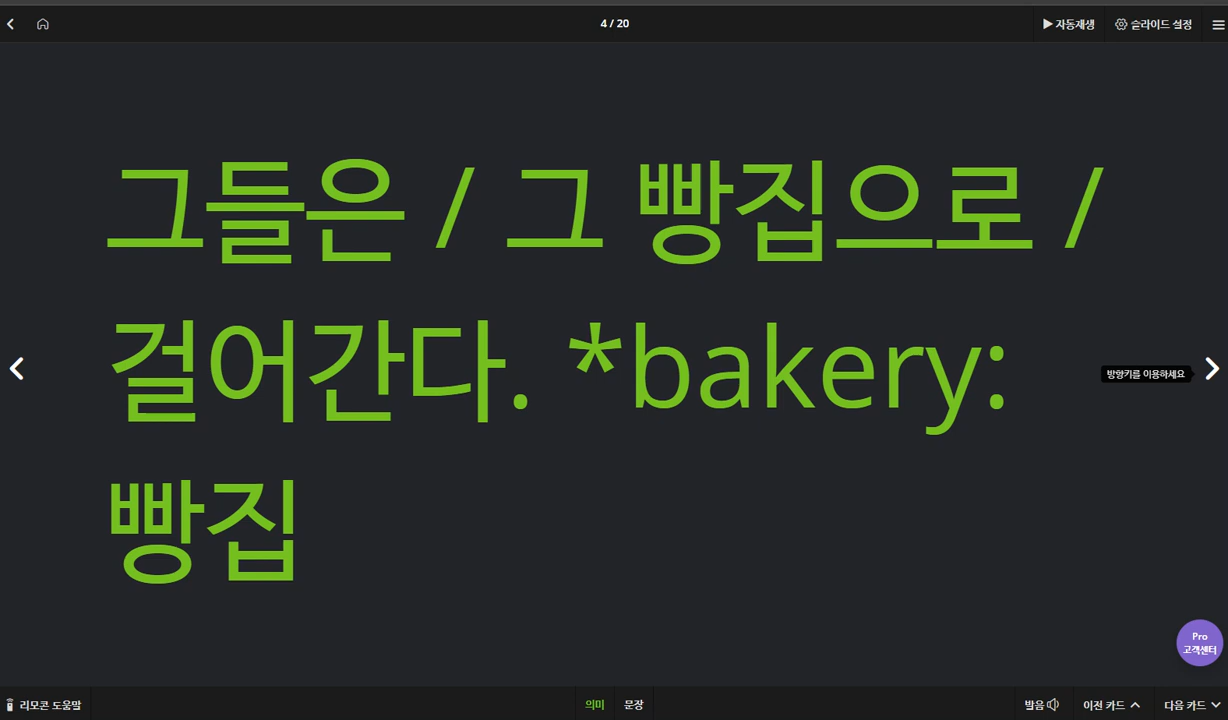 4 / 20
자동재생
슬라이드 설정
그들은 / 그 빵집으로 /
걸어간다. *bakery:
빵집
방향키를 이용하세요
Pro
고객센터
리모콘 도움말
의미
문장
발음
이전 카드
다음 카드